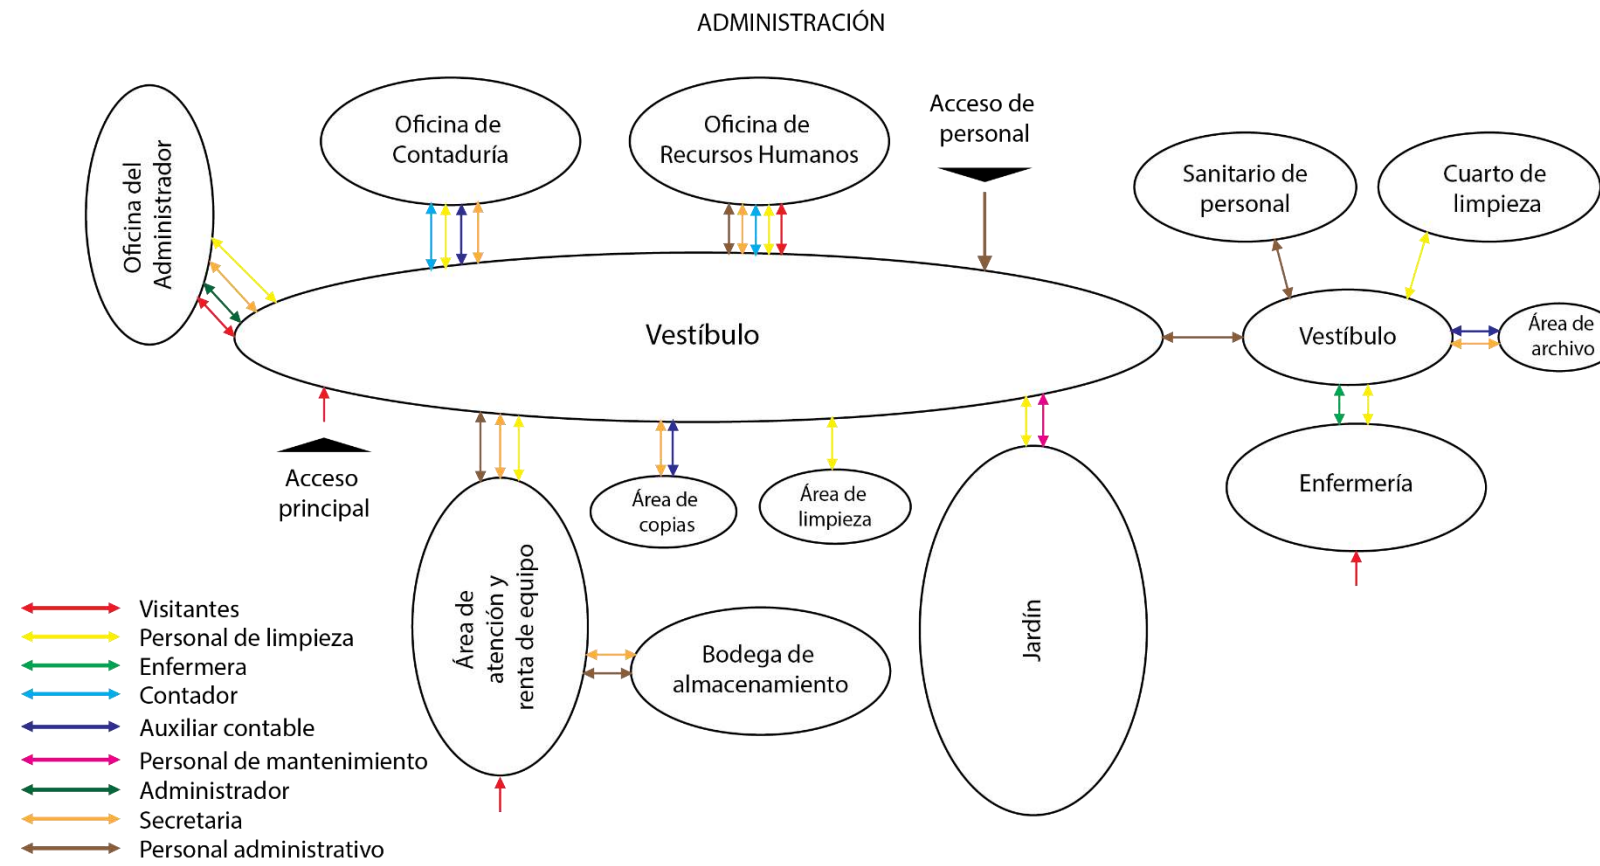 ADMINISTRACIÓN
Oficina del
Administrador
Oficina de
Contaduría
Oficina de
Recursos Humanos
Acceso de
personal
Sanitario de
personal
Cuarto de
limpieza
Vestíbulo
Vestíbulo
Área de
archivo
Acceso
principal
Área de
copias
Área de
limpieza
Enfermería
Área de
atención y
renta de equipo
Bodega de
almacenamiento
Jardín
Visitantes
Personal de limpieza
Enfermera
Contador
Auxiliar contable
Personal de mantenimiento
Administrador
Secretaria
Personal administrativo